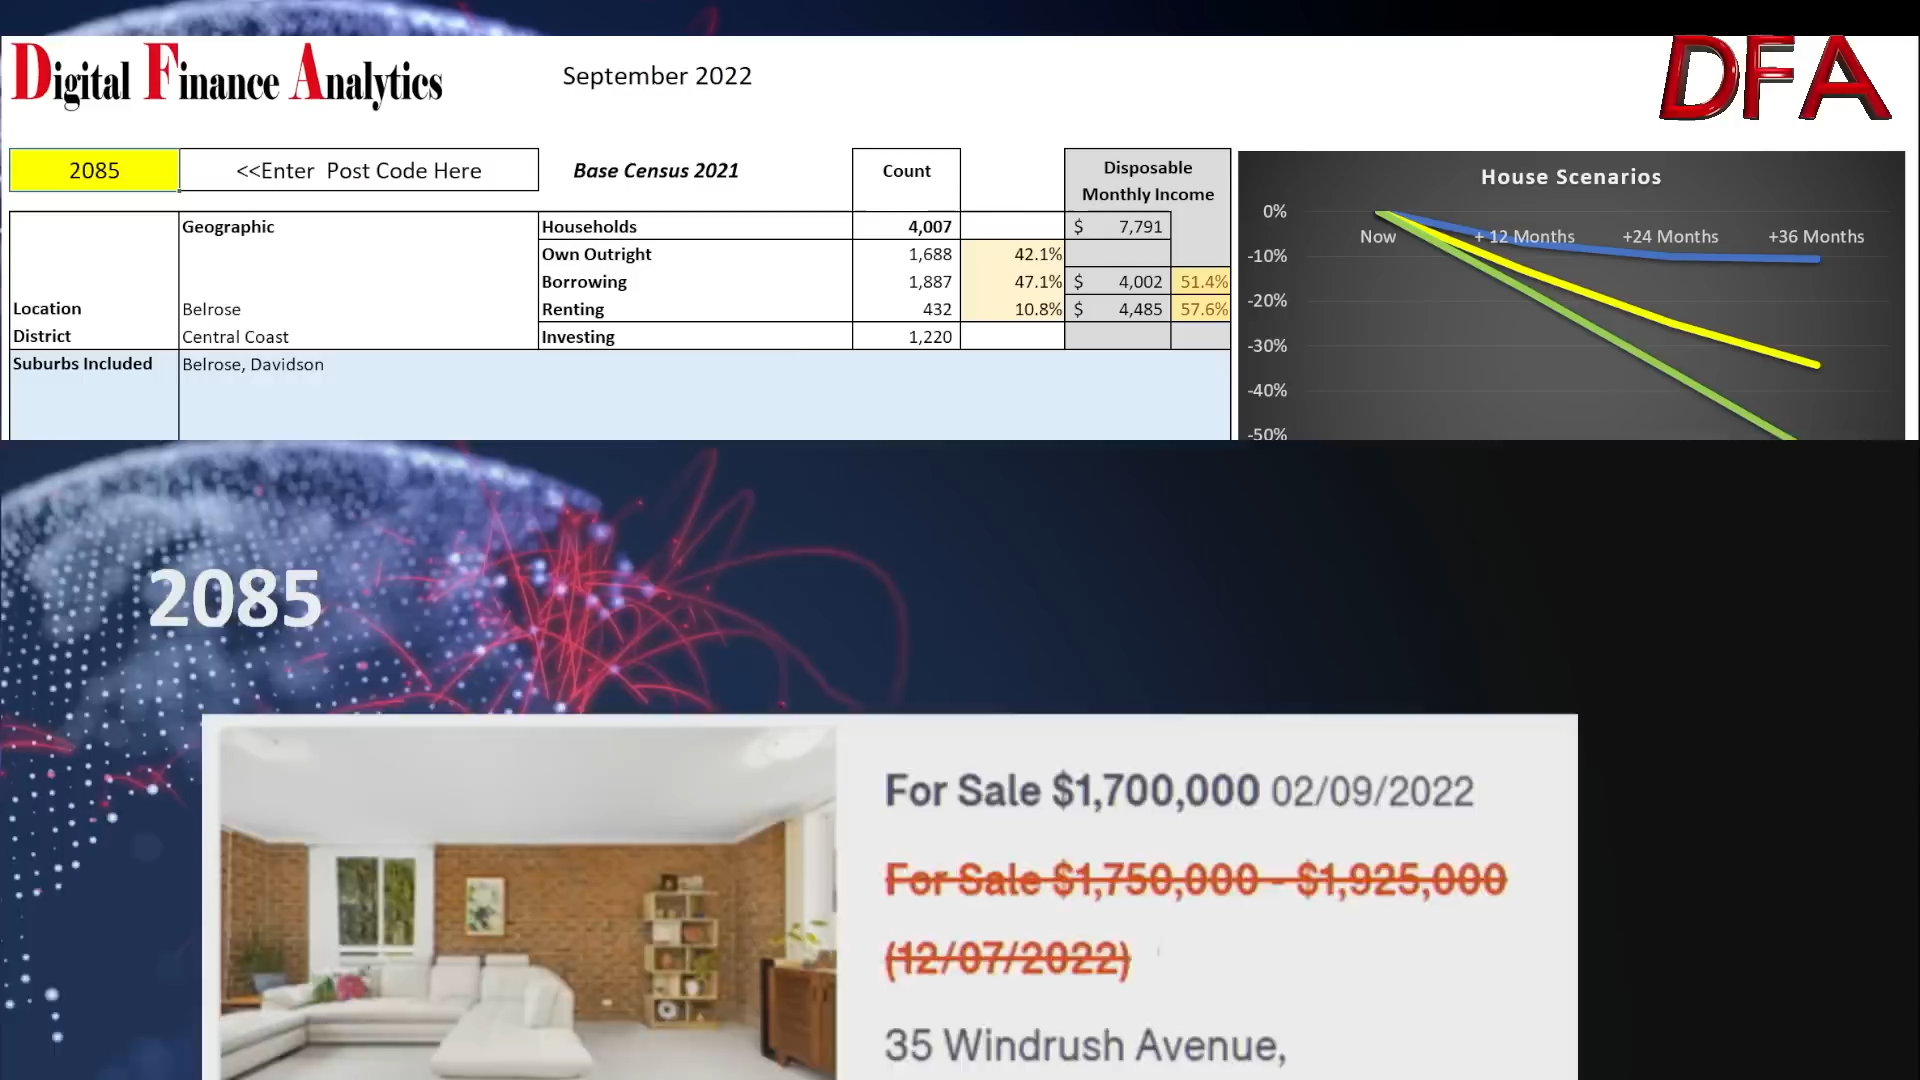 Digital Finance Analytics September 2022 DFA
2085 <<Enter Post Code Here Base Census 2021 Count Disposable
Monthly Income
Geographic Households 4,007 $ 7,791
Own Outright 1,688 42.1%
Borrowing 1,887 47.1% $ 4,002 51.4%
Location Belrose Renting 432 10.8% $ 4,485 57.6%
District Central Coast Investing 1,220
Suburbs Included Belrose, Davidson
House Scenarios
0%
Now + 12 Months +24 Months +36 Months
-10%
-20%
-30%
-40%
-50%
2085
For Sale $1,700,000 02/09/2022
For Sale $1,750,000 - $1,925,000
(12/07/2022)
35 Windrush Avenue,